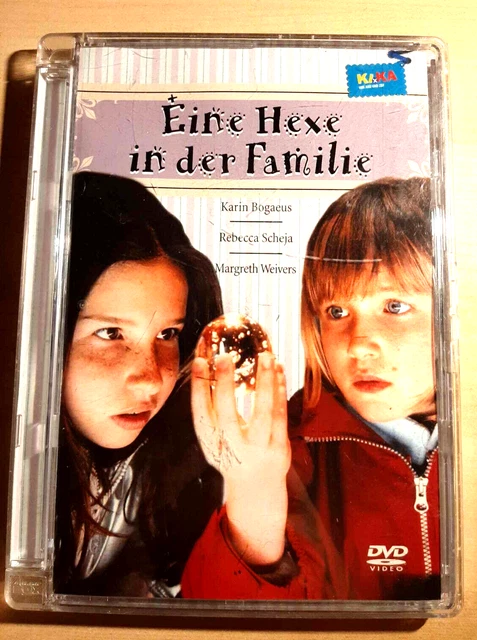 KI.KA
Eine Hexe
in der Familie
Karin Bogaeus
Rebecca Scheja
Margreth Weivers
DVD
VIDEO